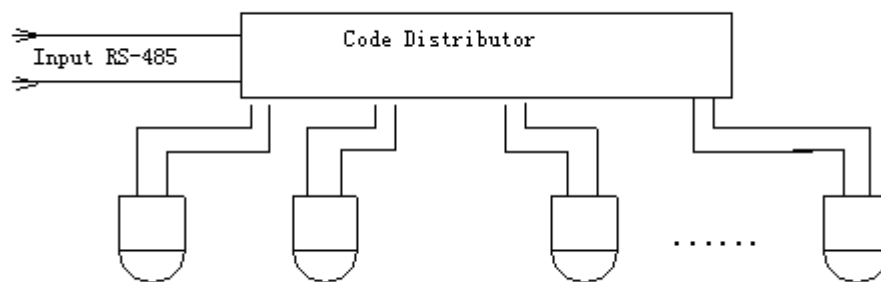 Code Distributor
Input RS-485
......